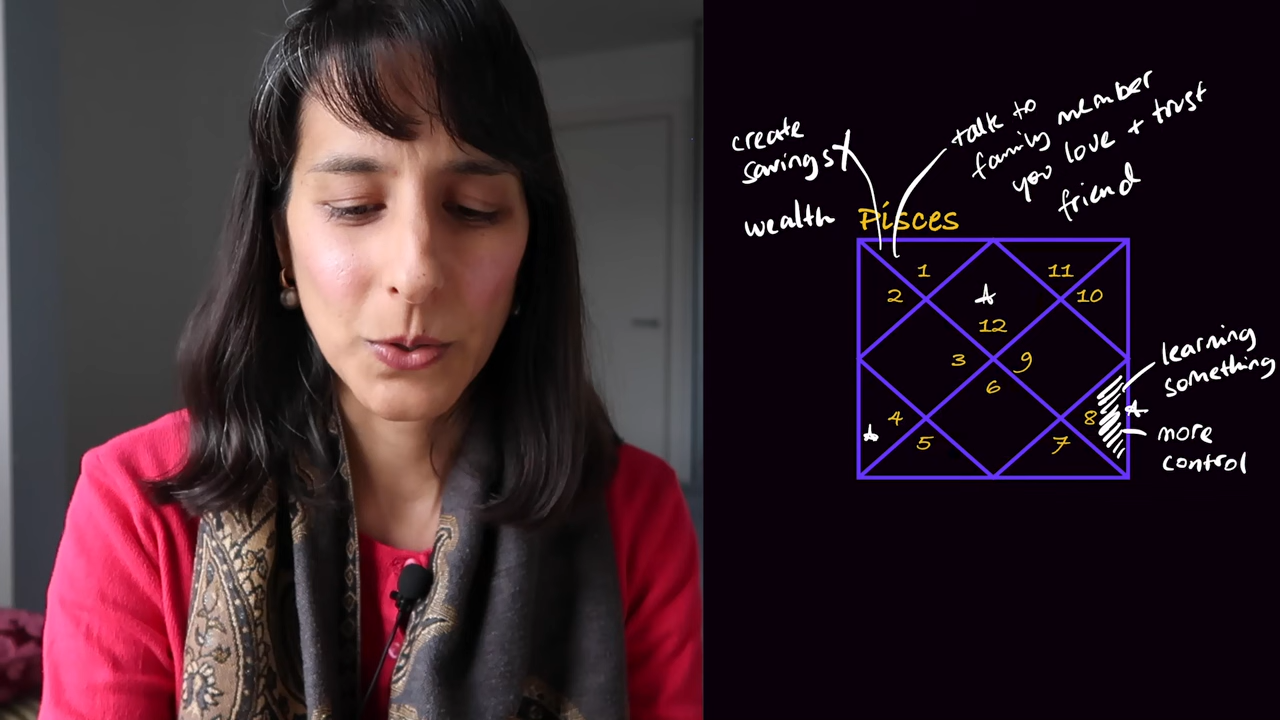 create
savings
wealth
talk to
family member
you love + trust
friend
Pisces
1
11
2
10
12
3
9
6
4
8
5
7
learning
something
more
control